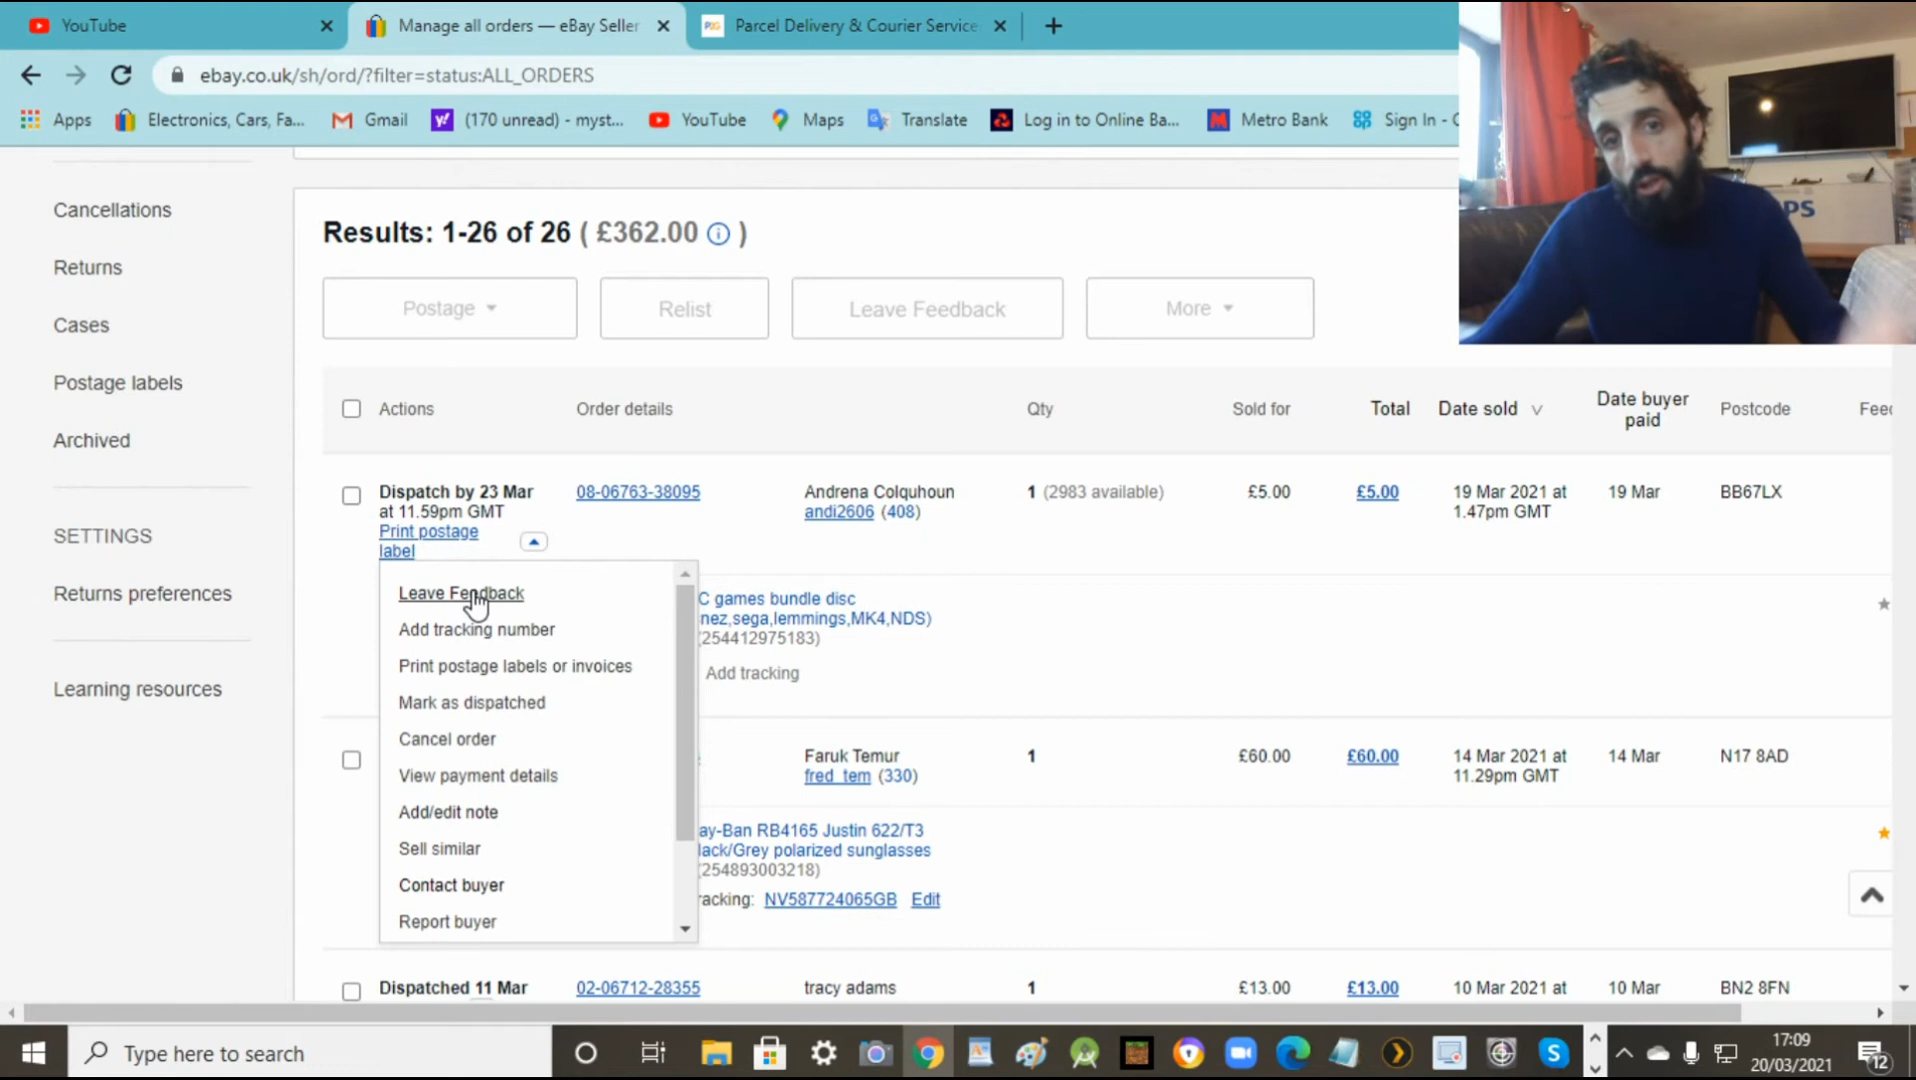 YouTube
Manage all orders — eBay Seller
Parcel Delivery & Courier Service
ebay.co.uk/sh/ord/?filter=status:ALL_ORDERS
Apps
Electronics, Cars, Fa...
Gmail
(170 unread) - myst...
YouTube
Maps
Translate
Log in to Online Ba...
Metro Bank
Sign In - C
Cancellations
Returns
Cases
Postage labels
Archived
SETTINGS
Returns preferences
Learning resources
Results: 1-26 of 26 ( £362.00 )
Postage
Relist
Leave Feedback
More
Actions
Order details
Qty
Sold for
Total
Date sold
Date buyer
paid
Postcode
Feed
Dispatch by 23 Mar
at 11.59pm GMT
Print postage
label
08-06763-38095
Andrena Colquhoun
andi2606 (408)
1 (2983 available)
£5.00
£5.00
19 Mar 2021 at
1.47pm GMT
19 Mar
BB67LX
Leave Feedback
Add tracking number
Print postage labels or invoices
Mark as dispatched
Cancel order
View payment details
Add/edit note
Sell similar
Contact buyer
Report buyer
C games bundle disc
nez,sega,lemmings,MK4,NDS)
(254412975183)
Add tracking
Faruk Temur
fred_tem (330)
1
£60.00
£60.00
14 Mar 2021 at
11.29pm GMT
14 Mar
N17 8AD
ay-Ban RB4165 Justin 622/T3
lack/Grey polarized sunglasses
(254893003218)
racking: NV587724065GB Edit
Dispatched 11 Mar
02-06712-28355
tracy adams
1
£13.00
£13.00
10 Mar 2021 at
10 Mar
BN2 8FN
PS
Type here to search
17:09
20/03/2021
12